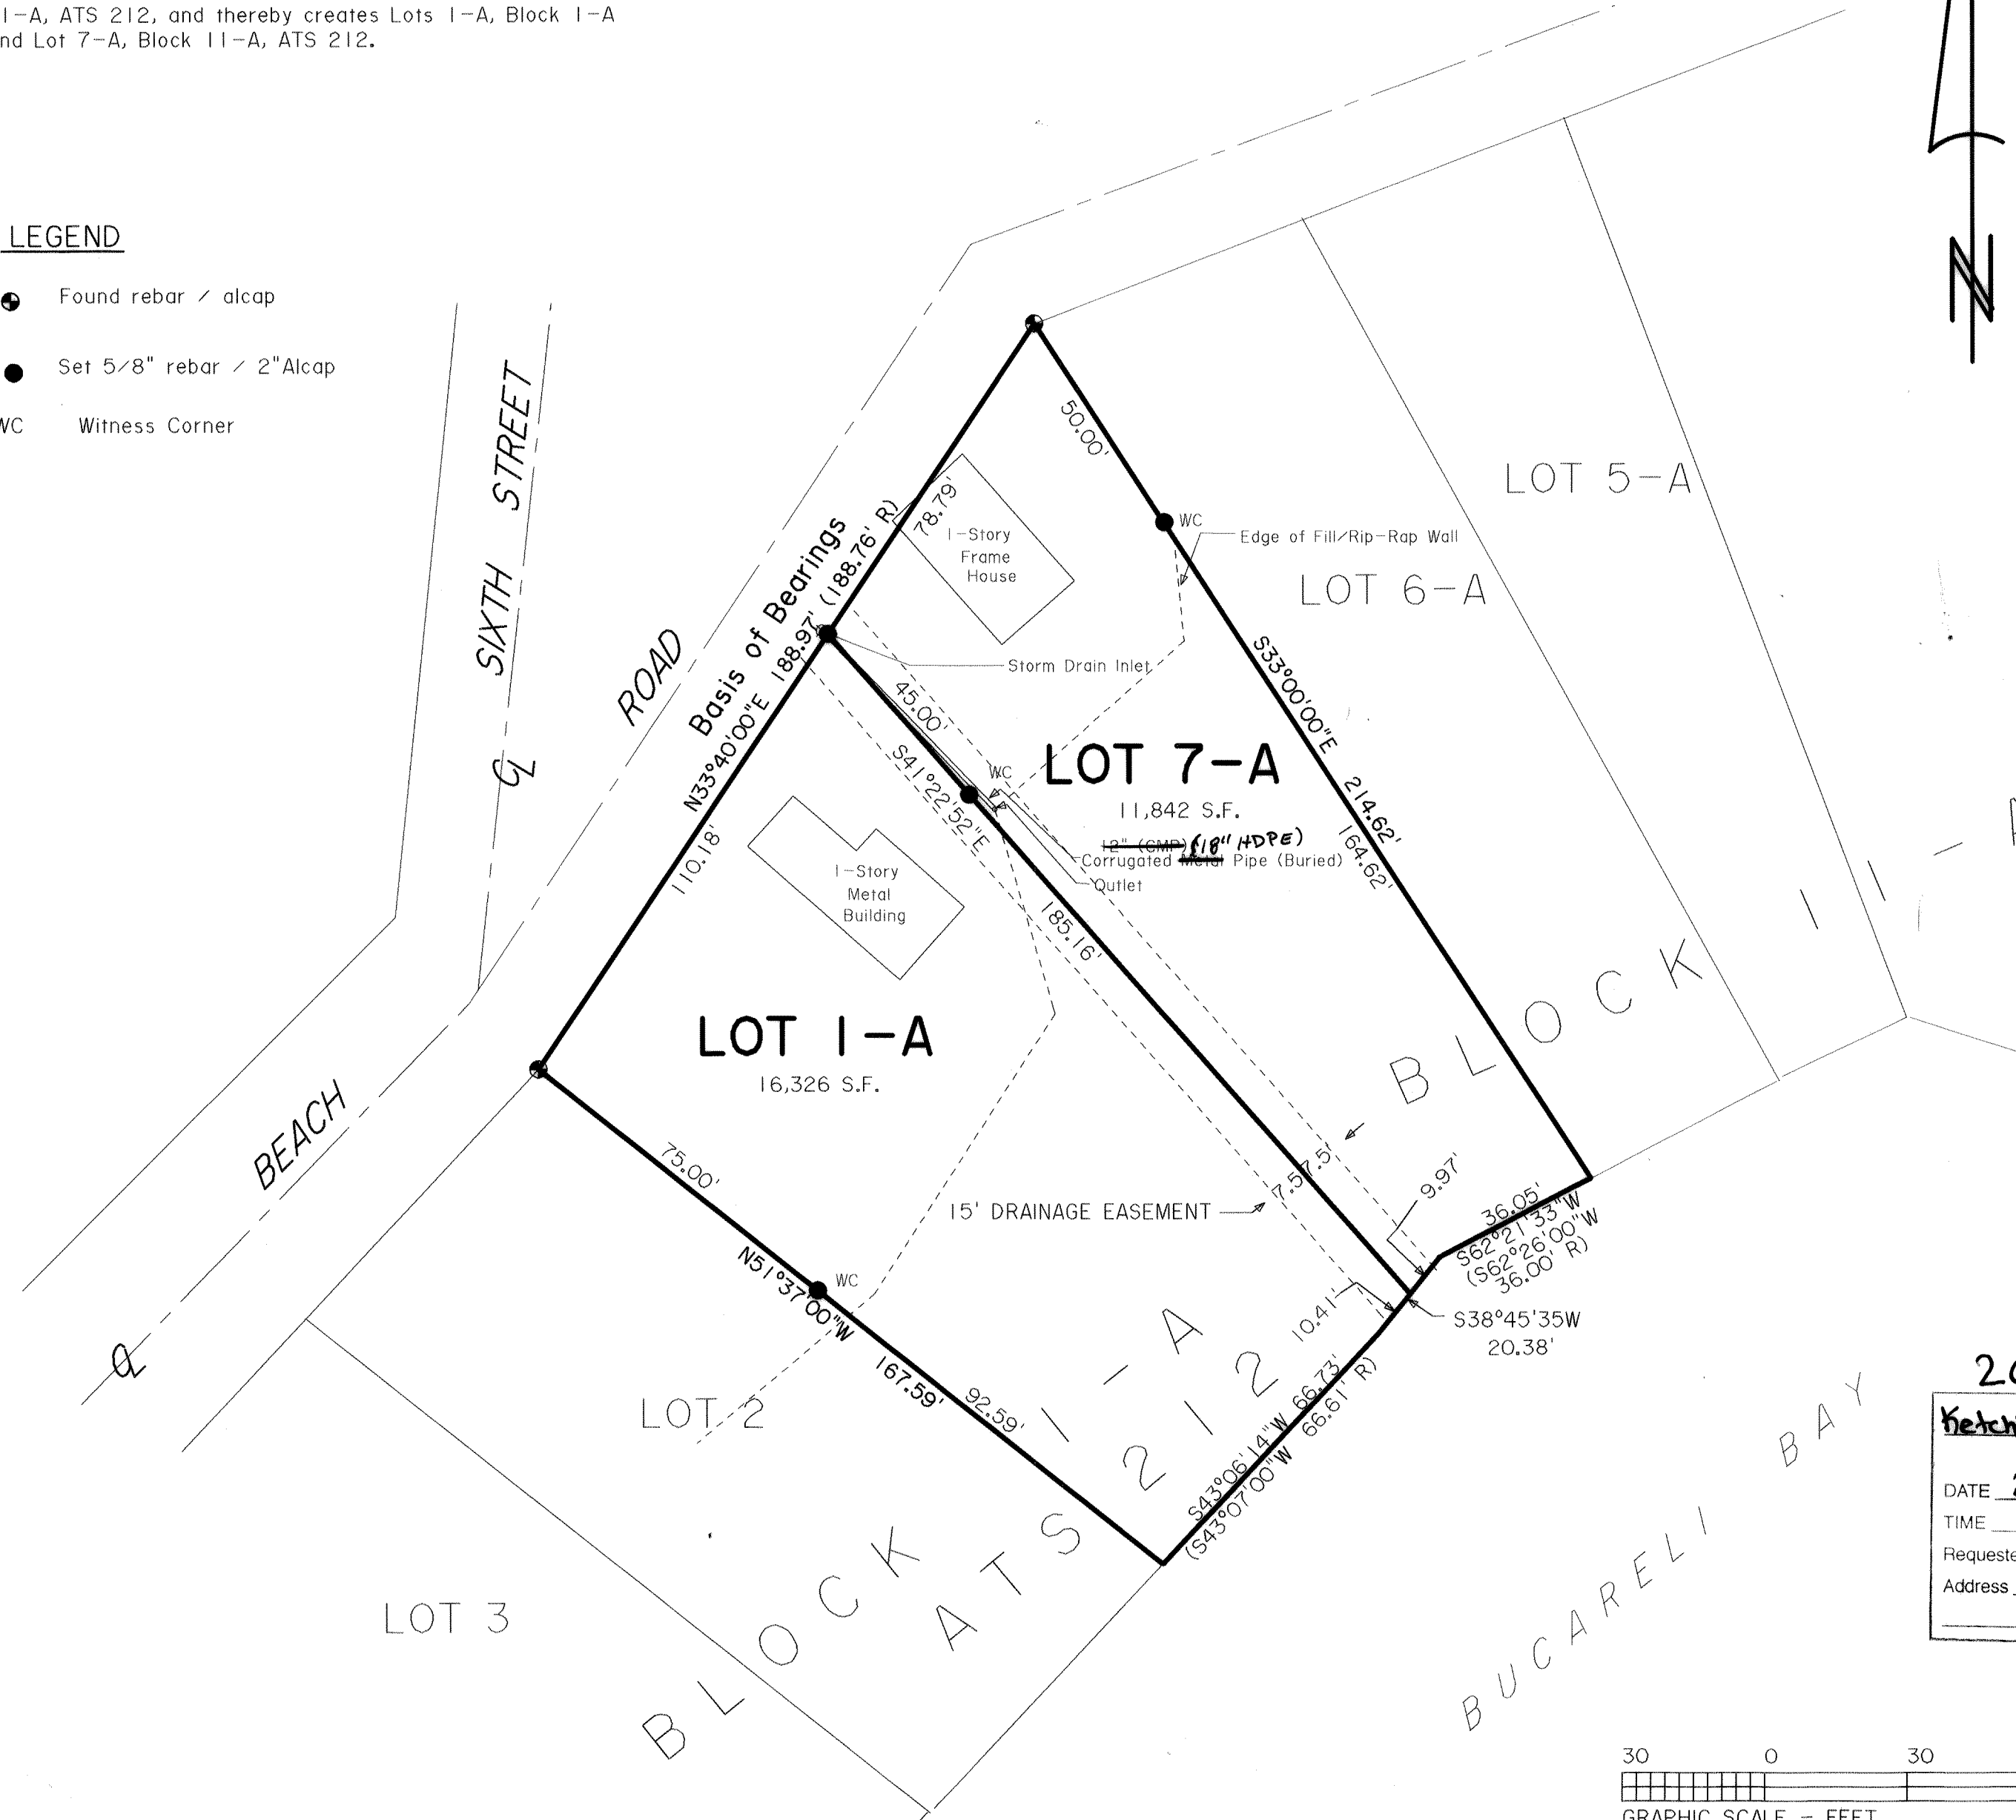 1-A, ATS 212, and thereby creates Lots 1-A, Block 1-A
nd Lot 7-A, Block 11-A, ATS 212.
LEGEND
Found rebar / alcap
Set 5/8" rebar / 2"Alcap
WC Witness Corner
SIXTH STREET
BEACH ROAD
N
Basis of Bearings
N33°40'00"E 188.97' (188.76' R)
78.79'
110.18'
1-Story
Frame
House
50.00'
WC
Edge of Fill/Rip-Rap Wall
LOT 5-A
LOT 6-A
S33°00'00"E 214.62'
164.62'
Storm Drain Inlet
45.00'
S41°22'52"E
WC
LOT 7-A
11,842 S.F.
12" (CMP) (18" HDPE)
Corrugated Metal Pipe (Buried)
Outlet
185.16'
1-Story
Metal
Building
LOT 1-A
16,326 S.F.
75.00'
WC
N51°37'00"W 167.59'
92.59'
15' DRAINAGE EASEMENT
7.5 7.5'
9.97'
10.41'
36.05'
S62°21'33"W
(S62°26'00"W
36.00' R)
S38°45'35W
20.38'
S43°06'14"W 66.73'
(S43°07'00"W 66.61' R)
BLOCK 11-
BLOCK 1-A
ATS 212
LOT 2
LOT 3
BUCARELI BAY
Ketch
DATE
TIME
Requeste
Address
30 0 30
GRAPHIC SCALE - FEET